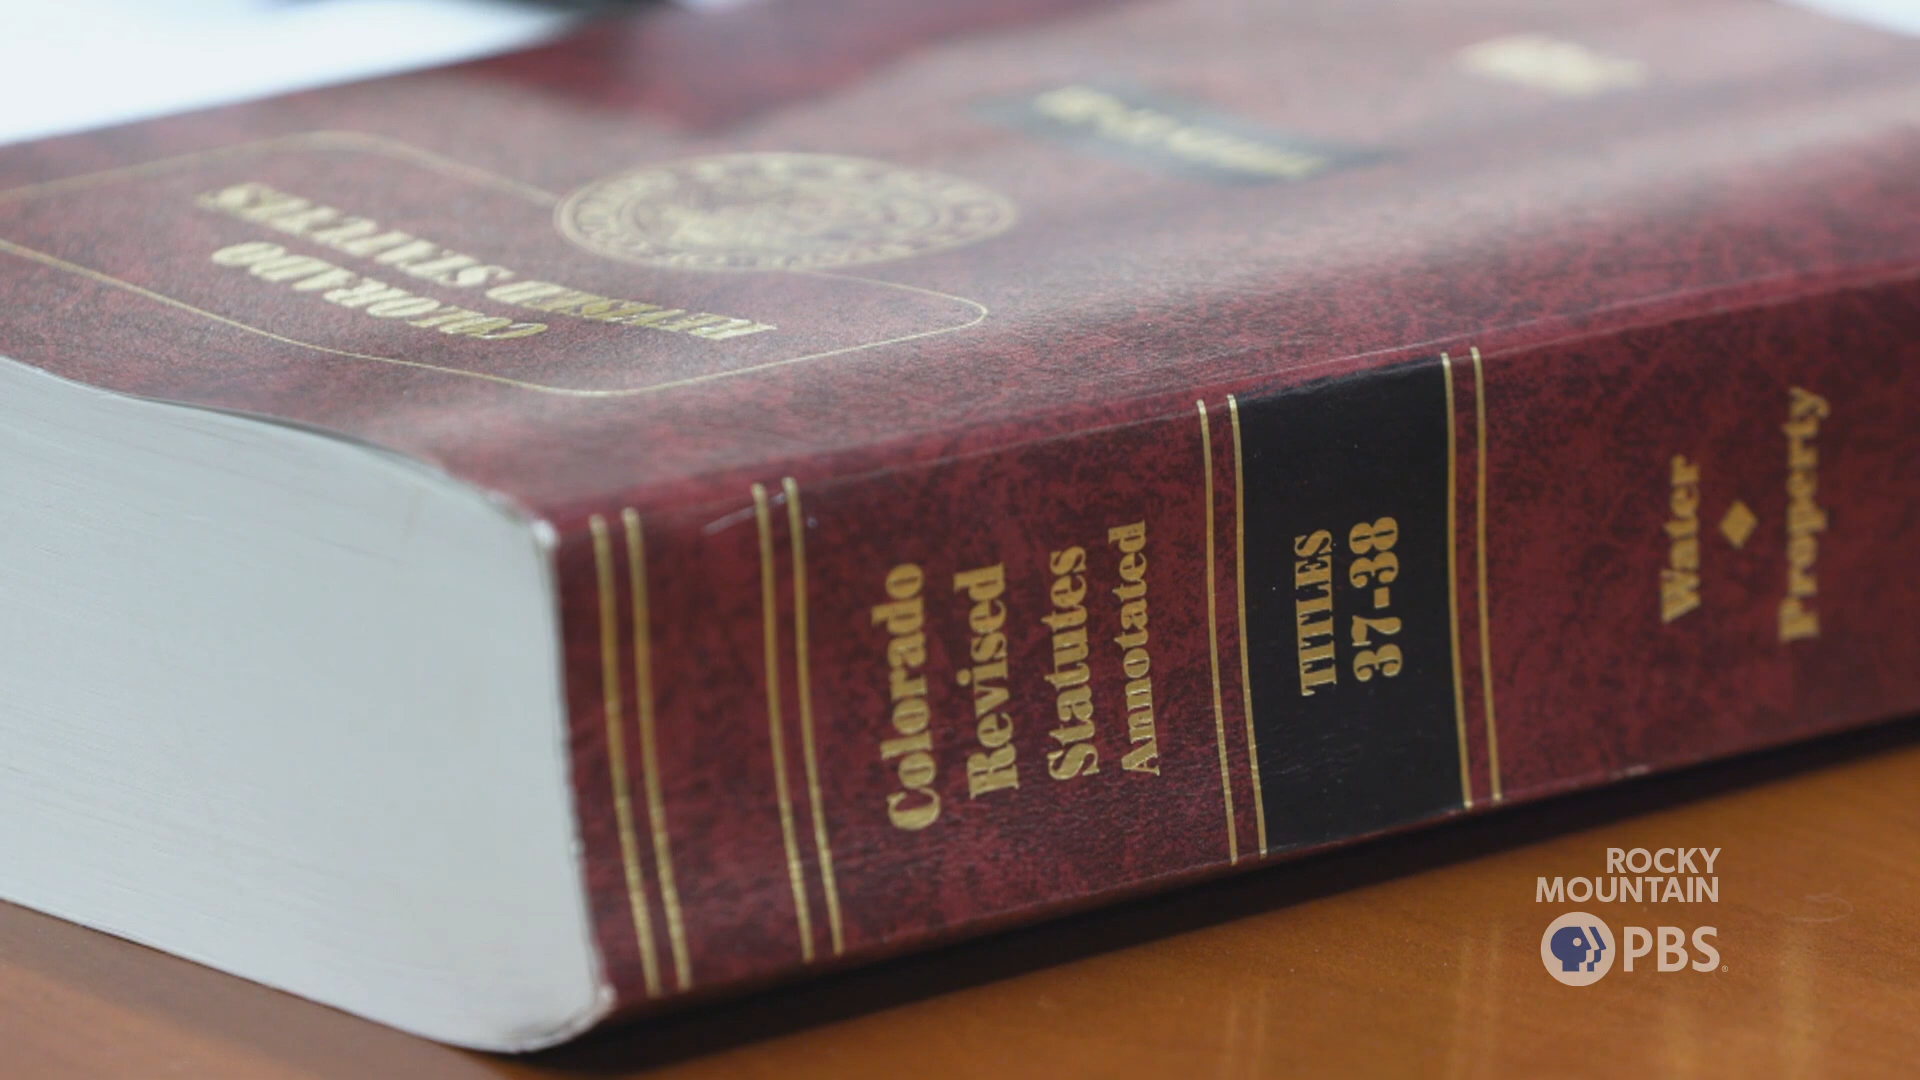 COLORADO
REVISED STATUTES
Colorado
Revised
Statutes
Annotated
TITLES
37-38
Water
Property
ROCKY
MOUNTAIN
PBS